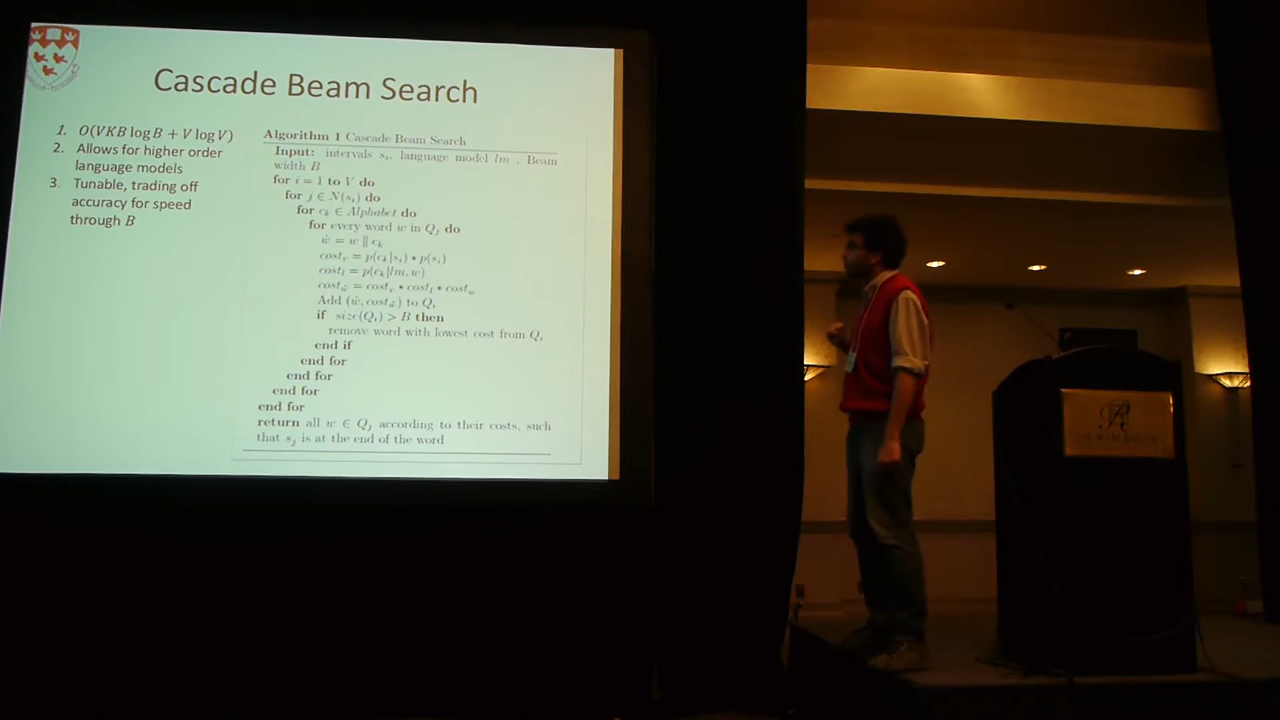 Cascade Beam Search
1. O(VKB log B + V log V)
2. Allows for higher order
language models
3. Tunable, trading off
accuracy for speed
through B
Algorithm 1 Cascade Beam Search
Input: intervals sᵢ, language model lm , Beam
width B
for i = 1 to V do
for j ∈ N(sᵢ) do
for cₖ ∈ Alphabet do
for every word w in Qⱼ do
ŵ = w || cₖ
costᵥ = p(cₖ|sᵢ) * p(sᵢ)
costₗ = p(cₖ|lm, w)
cost_ŵ = costᵥ * costₗ * cost_w
Add (ŵ, cost_ŵ) to Qᵢ
if size(Qᵢ) > B then
remove word with lowest cost from Qᵢ
end if
end for
end for
end for
end for
return all w ∈ Qⱼ according to their costs, such
that sⱼ is at the end of the word